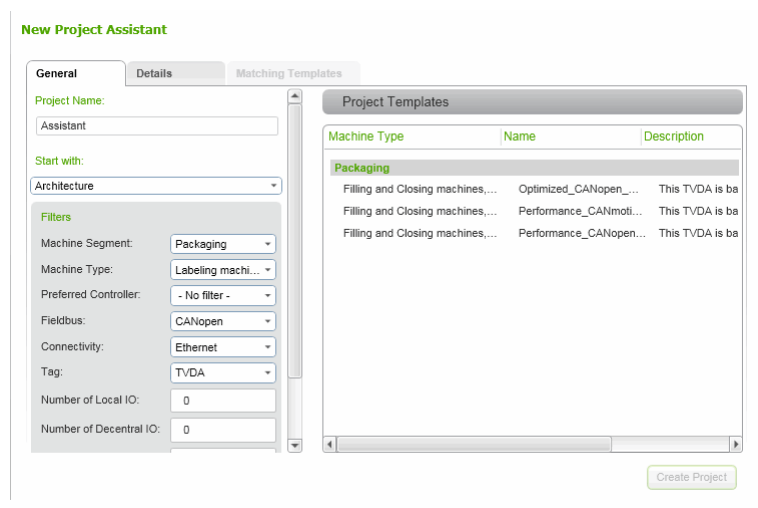 New Project Assistant
General
Details
Matching Templates
Project Name:
Assistant
Start with:
Architecture
Filters
Machine Segment: Packaging
Machine Type: Labeling machi...
Preferred Controller: - No filter -
Fieldbus: CANopen
Connectivity: Ethernet
Tag: TVDA
Number of Local IO: 0
Number of Decentral IO: 0
Project Templates
Machine Type Name Description
Packaging
Filling and Closing machines,... Optimized_CANopen_... This TVDA is ba
Filling and Closing machines,... Performance_CANmoti... This TVDA is ba
Filling and Closing machines,... Performance_CANopen... This TVDA is ba
Create Project